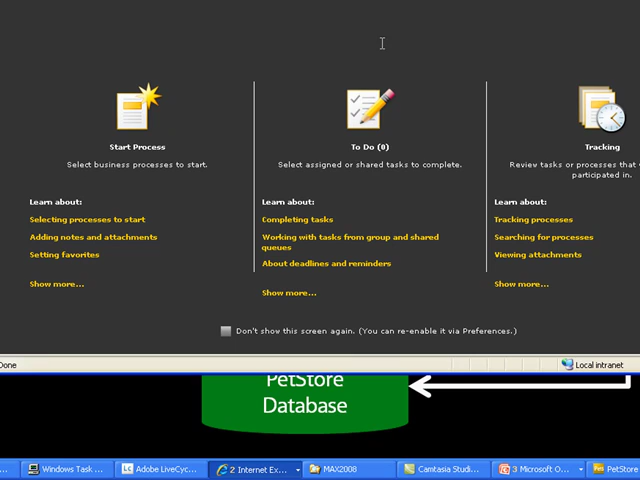 Start Process
Select business processes to start.
Learn about:
Selecting processes to start
Adding notes and attachments
Setting favorites
Show more...
To Do (0)
Select assigned or shared tasks to complete.
Learn about:
Completing tasks
Working with tasks from group and shared
queues
About deadlines and reminders
Show more...
Tracking
Review tasks or processes that
participated in.
Learn about:
Tracking processes
Searching for processes
Viewing attachments
Show more...
Don't show this screen again. (You can re-enable it via Preferences.)
Done
Local intranet
PetStore
Database
...
Windows Task ...
Adobe LiveCyc...
2 Internet Ex...
MAX2008
Camtasia Studi...
3 Microsoft O...
PetStore